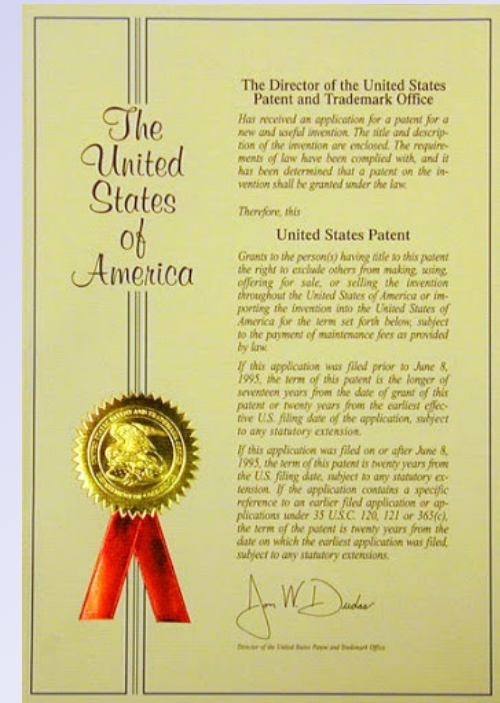 The
United
States
of
America
The Director of the United States
Patent and Trademark Office
Has received an application for a patent for a
new and useful invention. The title and descrip-
tion of the invention are enclosed. The require-
ments of law have been complied with, and it
has been determined that a patent on the in-
vention shall be granted under the law.
Therefore, this
United States Patent
Grants to the person(s) having title to this patent
the right to exclude others from making, using,
offering for sale, or selling the invention
throughout the United States of America or im-
porting the invention into the United States of
America for the term set forth below, subject
to the payment of maintenance fees as provided
by law.
If this application was filed prior to June 8,
1995, the term of this patent is the longer of
seventeen years from the date of grant of this
patent or twenty years from the earliest effec-
tive U.S. filing date of the application, subject
to any statutory extension.
If this application was filed on or after June 8,
1995, the term of this patent is twenty years from
the U.S. filing date, subject to any statutory ex-
tension. If the application contains a specific
reference to an earlier filed application or ap-
plications under 35 U.S.C. 120, 121 or 365(c),
the term of the patent is twenty years from the
date on which the earliest application was filed,
subject to any statutory extensions.
Jon W. Dudas
Director of the United States Patent and Trademark Office